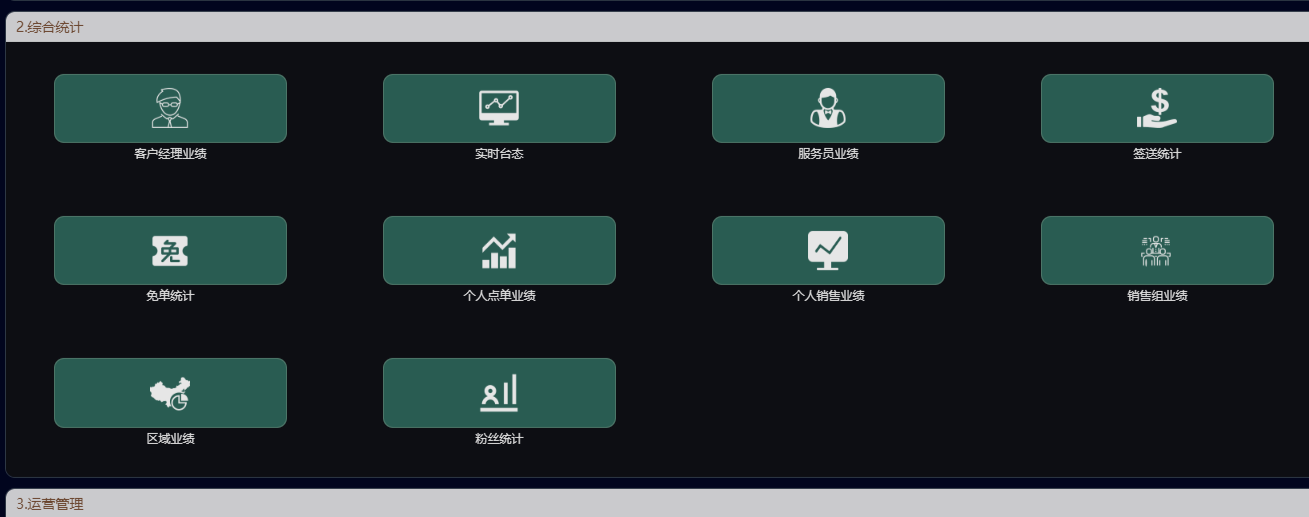 2.综合统计
客户经理业绩
实时台态
服务员业绩
签送统计
免
免单统计
个人点单业绩
个人销售业绩
销售组业绩
区域业绩
粉丝统计
3.运营管理